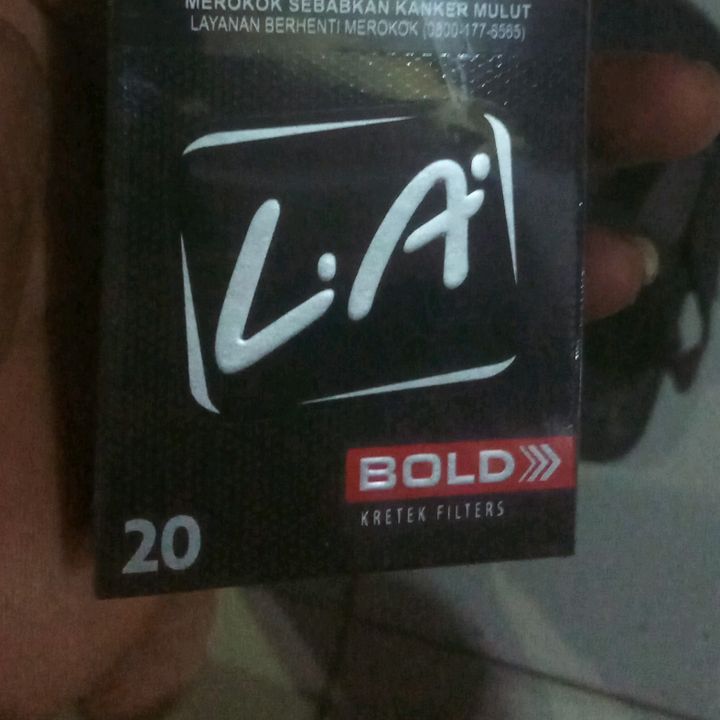 MEROKOK SEBABKAN KANKER MULUT
LAYANAN BERHENTI MEROKOK (0800-177-6565)
L.A.
BOLD
KRETEK FILTERS
20